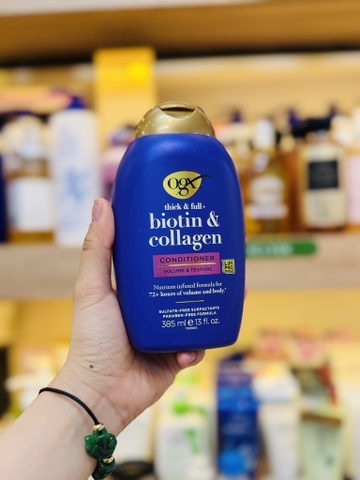 ogx
thick & full+
biotin &
collagen
CONDITIONER
VOLUME & TEXTURE
Nutrient-infused formula for
72+ hours of volume and body.
SULFATE-FREE SURFACTANTS
PARABEN-FREE FORMULA
385 ml e 13 fl. oz.